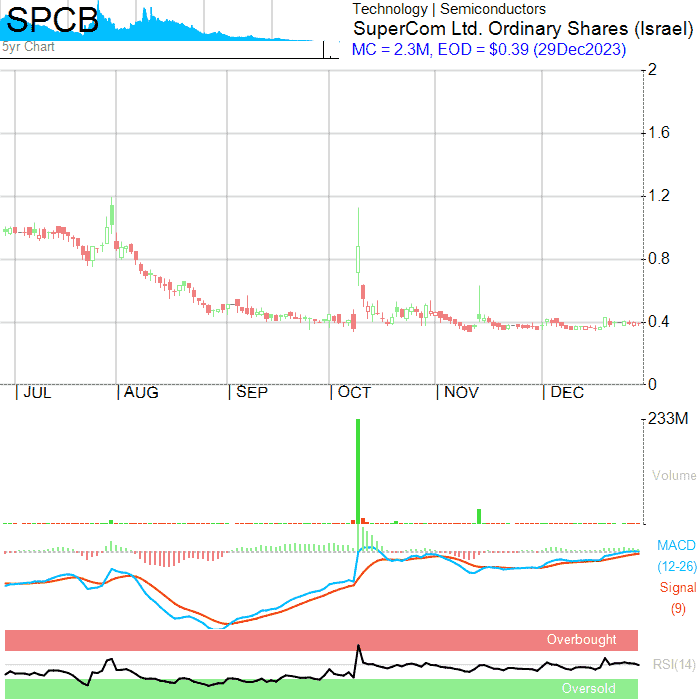 SPCB
Technology | Semiconductors
SuperCom Ltd. Ordinary Shares (Israel)
MC = 2.3M, EOD = $0.39 (29Dec2023)
5yr Chart
2
1.6
1.2
0.8
0.4
0
JUL AUG SEP OCT NOV DEC
233M
Volume
MACD
(12-26)
Signal
(9)
Overbought
RSI(14)
Oversold